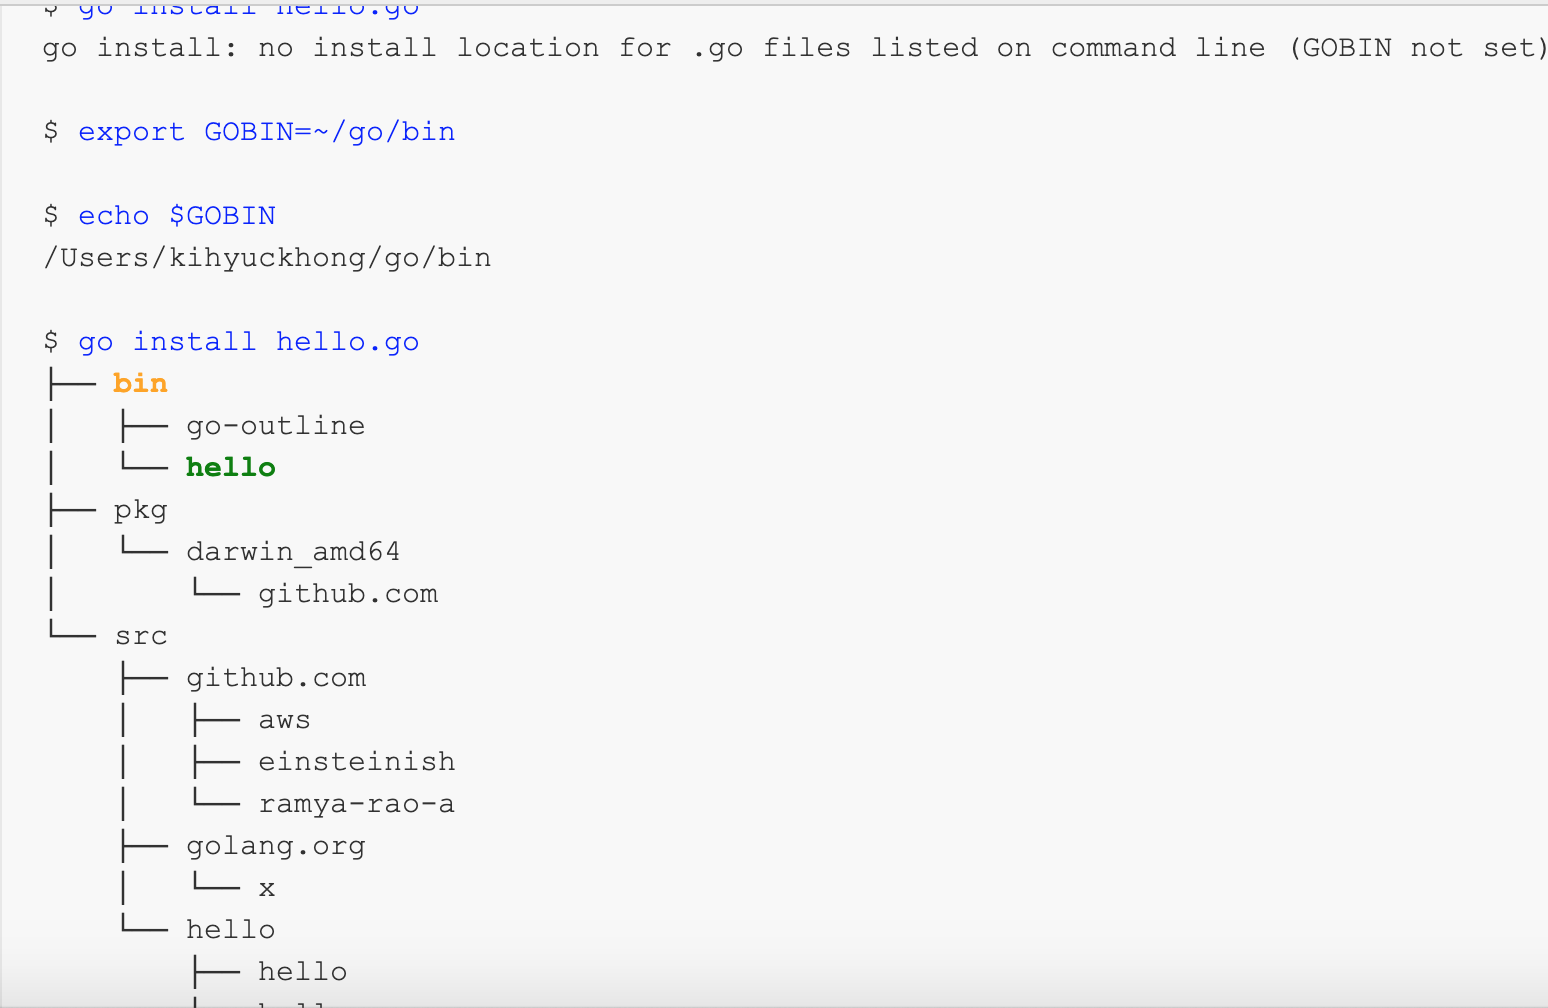 $ go install hello.go
go install: no install location for .go files listed on command line (GOBIN not set)
$ export GOBIN=~/go/bin
$ echo $GOBIN
/Users/kihyuckhong/go/bin
$ go install hello.go
├── bin
│   ├── go-outline
│   └── hello
├── pkg
│   └── darwin_amd64
│       └── github.com
└── src
    ├── github.com
    │   ├── aws
    │   ├── einsteinish
    │   └── ramya-rao-a
    ├── golang.org
    │   └── x
    └── hello
        ├── hello